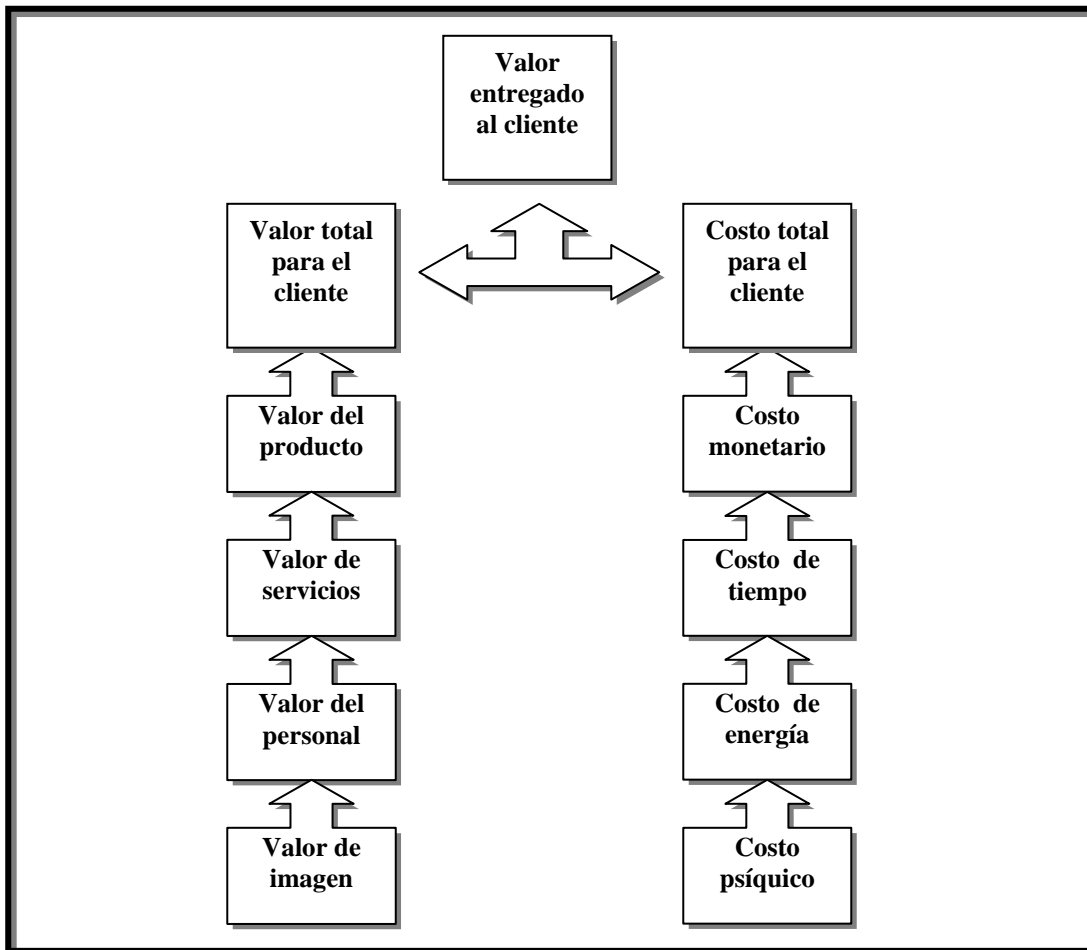 Valor
entregado
al cliente
Valor total
para el
cliente
Costo total
para el
cliente
Valor del
producto
Costo
monetario
Valor de
servicios
Costo  de
tiempo
Valor del
personal
Costo  de
energía
Valor de
imagen
Costo
psíquico